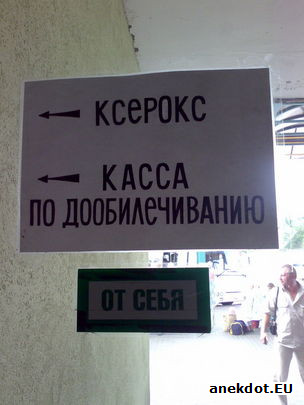 ← КСЕРОКС
← КАССА
ПО ДООБИЛЕЧИВАНИЮ
ОТ СЕБЯ
anekdot.EU